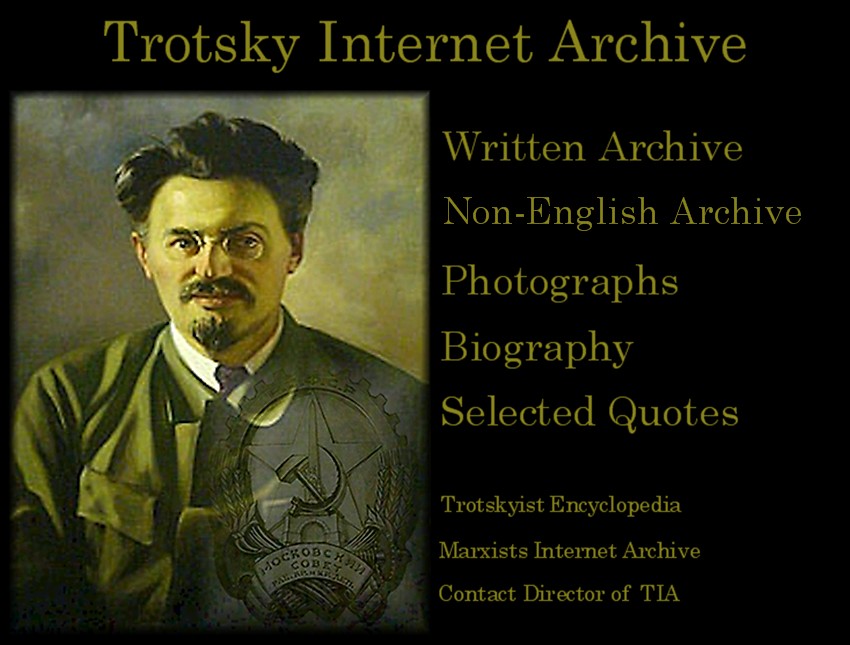 Trotsky Internet Archive
Written Archive
Non-English Archive
Photographs
Biography
Selected Quotes
Trotskyist Encyclopedia
Marxists Internet Archive
Contact Director of TIA
МОСКОВСКИЙ
СОВЕТ